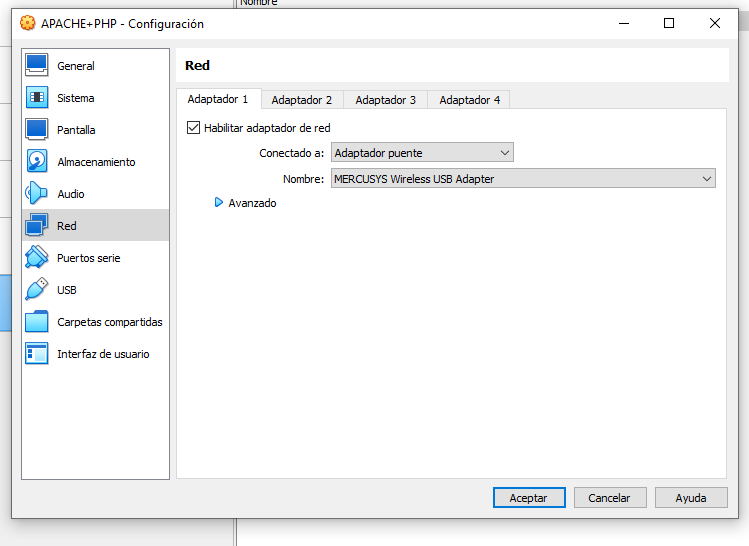 Nombre
APACHE+PHP - Configuración
General
Sistema
Pantalla
Almacenamiento
Audio
Red
Puertos serie
USB
Carpetas compartidas
Interfaz de usuario
Red
Adaptador 1 Adaptador 2 Adaptador 3 Adaptador 4
Habilitar adaptador de red
Conectado a: Adaptador puente
Nombre: MERCUSYS Wireless USB Adapter
Avanzado
Aceptar Cancelar Ayuda